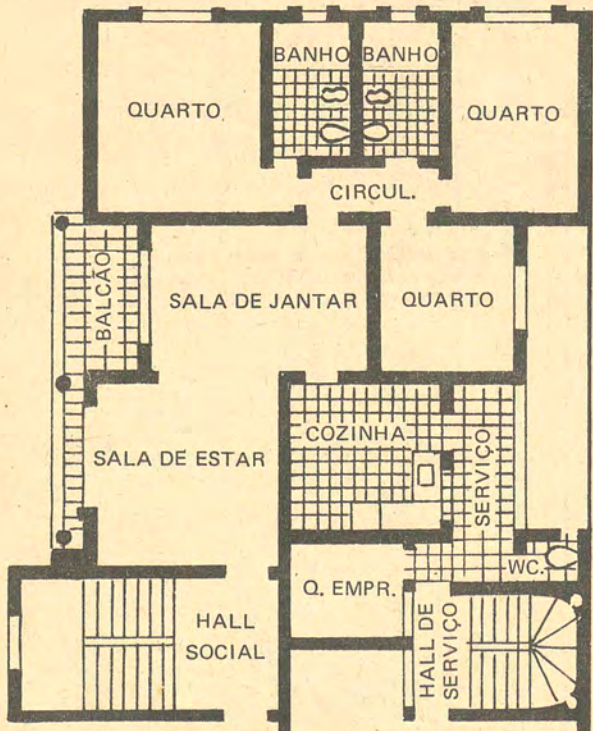 BANHO BANHO
QUARTO QUARTO
CIRCUL.
BALCÃO
SALA DE JANTAR QUARTO
COZINHA
SALA DE ESTAR
SERVIÇO
WC.
Q. EMPR.
HALL
SOCIAL
HALL DE
SERVIÇO